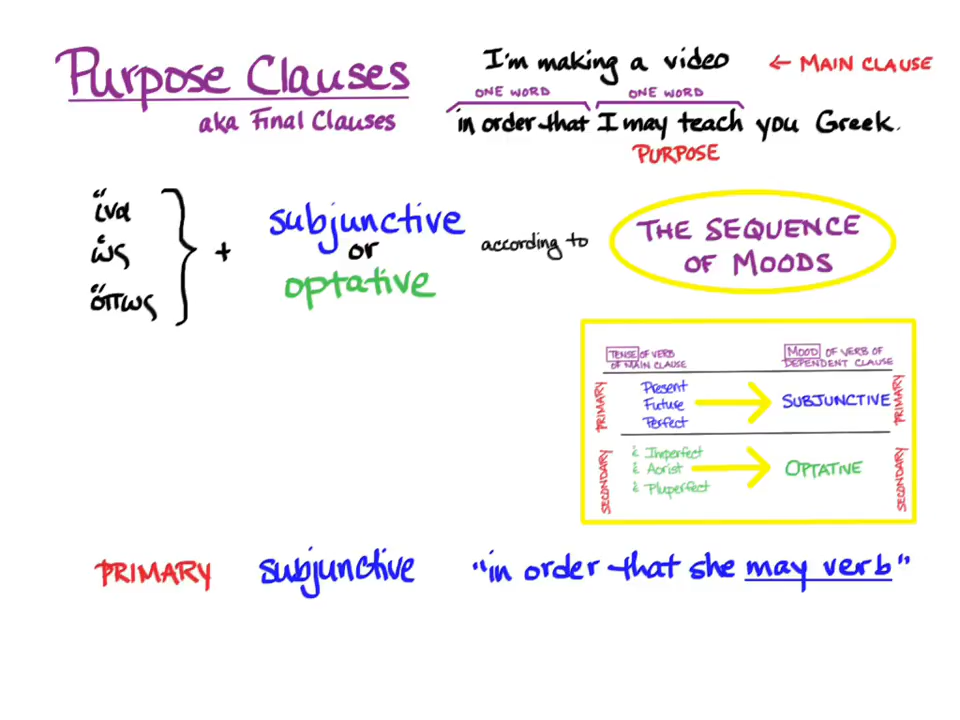 Purpose Clauses
aka Final Clauses
I'm making a video ← MAIN CLAUSE
ONE WORD ONE WORD
in order that I may teach you Greek.
PURPOSE
ἵνα
ὡς
ὅπως
+
subjunctive
or
optative
according to
THE SEQUENCE
OF MOODS
TENSE OF VERB
OF MAIN CLAUSE
MOOD OF VERB OF
DEPENDENT CLAUSE
PRIMARY
Present
Future
Perfect
SUBJUNCTIVE
PRIMARY
SECONDARY
ἐ Imperfect
ἐ Aorist
ἐ Pluperfect
OPTATIVE
SECONDARY
PRIMARY subjunctive "in order that she may verb"